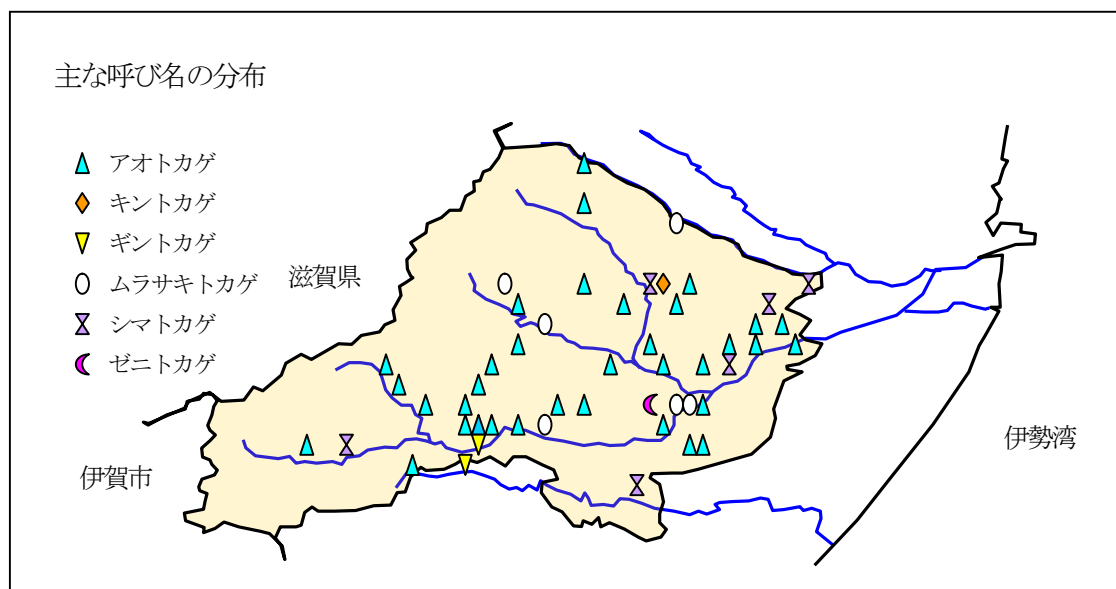 主な呼び名の分布
アオトカゲ
キントカゲ
ギントカゲ
ムラサキトカゲ
シマトカゲ
ゼニトカゲ
滋賀県
伊賀市
伊勢湾